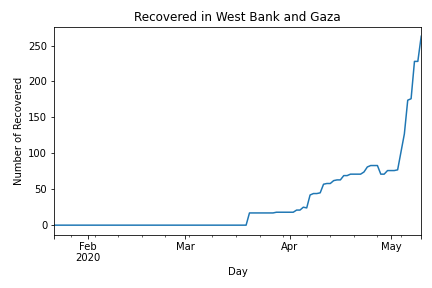 Recovered in West Bank and Gaza
Number of Recovered
250
200
150
100
50
0
Feb
2020
Mar
Apr
May
Day